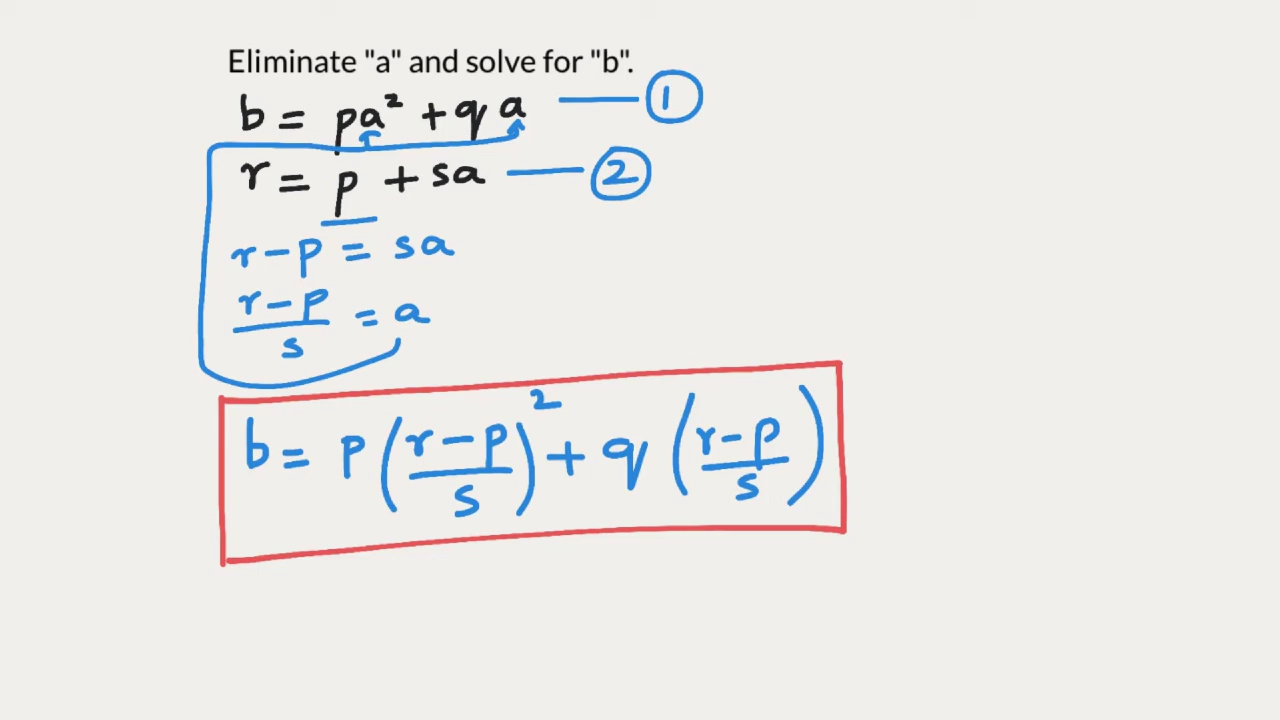 Eliminate "a" and solve for "b".
b = pa² + qa — ①
r = p + sa — ②
r-p = sa
(r-p)/s = a
b = p((r-p)/s)² + q((r-p)/s)